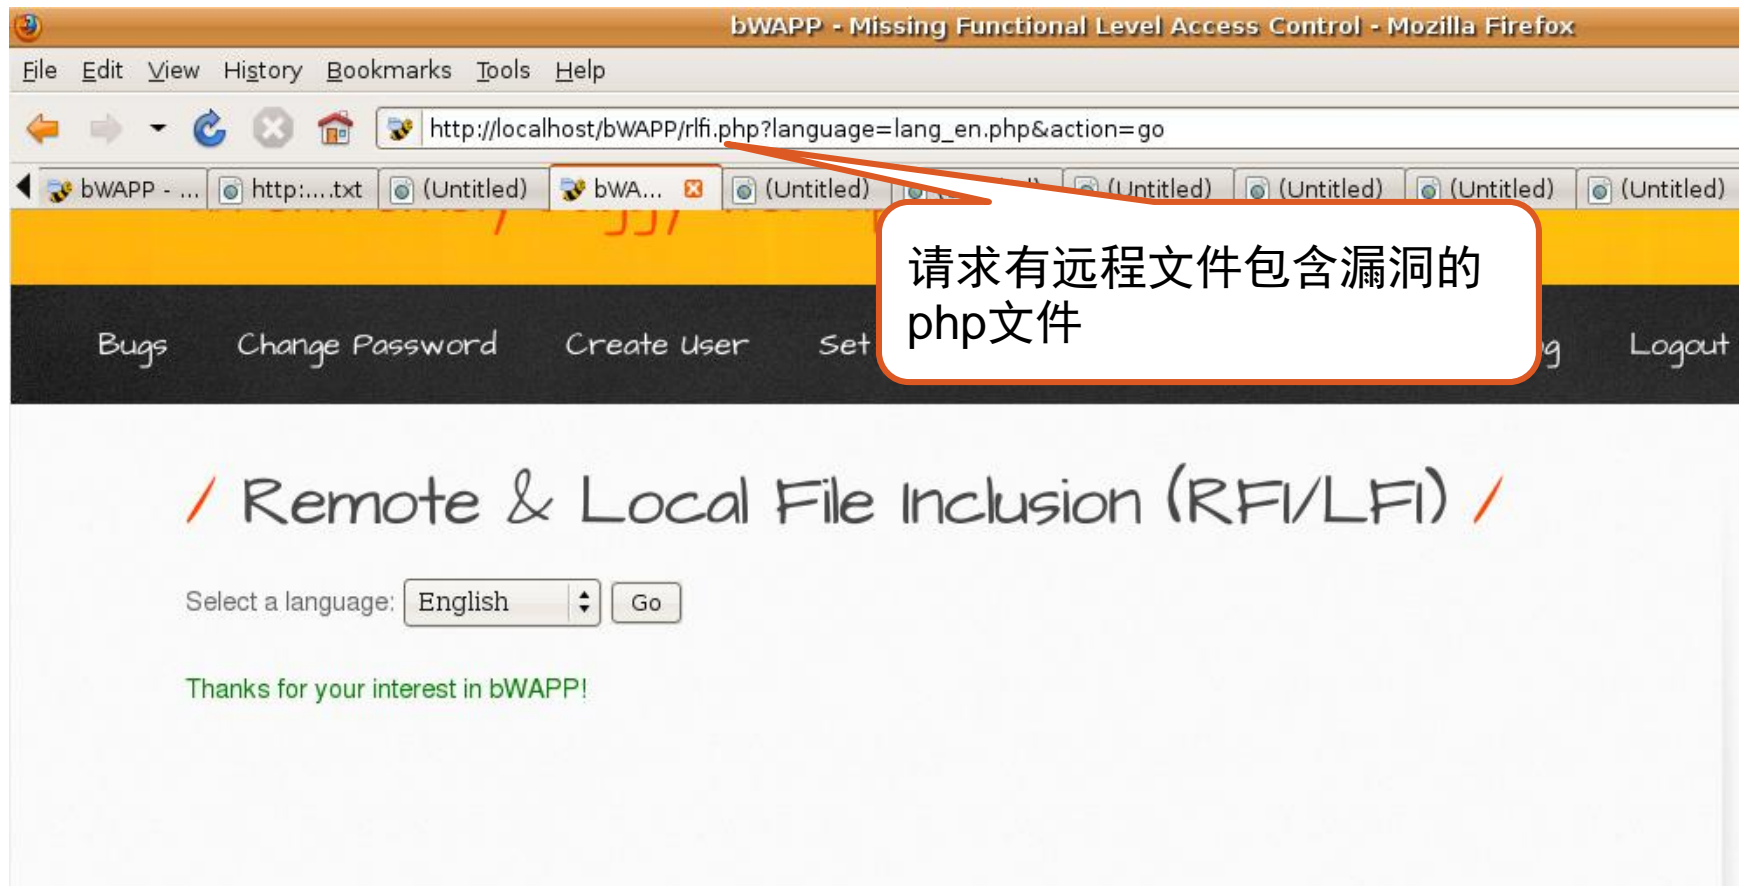 bWAPP - Missing Functional Level Access Control - Mozilla Firefox
File Edit View History Bookmarks Tools Help
http://localhost/bWAPP/rlfi.php?language=lang_en.php&action=go
bWAPP - ... http:....txt (Untitled) bWA... (Untitled) (Untitled) (Untitled) (Untitled) (Untitled)
请求有远程文件包含漏洞的
php文件
Bugs Change Password Create User Set Logout
/ Remote & Local File Inclusion (RFI/LFI) /
Select a language: English Go
Thanks for your interest in bWAPP!